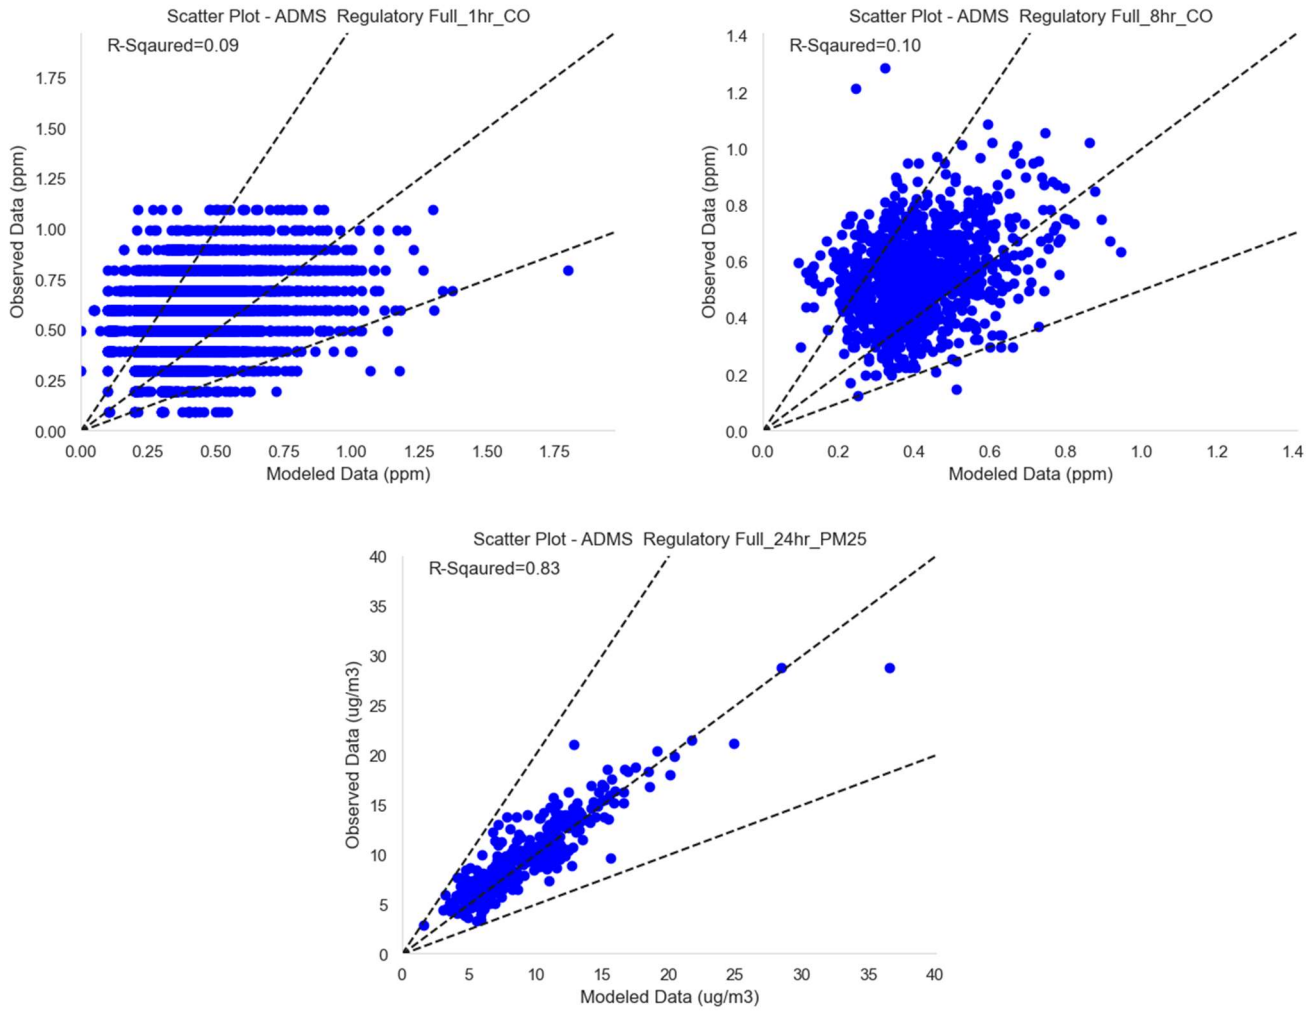 Scatter Plot - ADMS  Regulatory Full_1hr_CO
R-Sqaured=0.09
1.75
1.50
1.25
1.00
0.75
0.50
0.25
0.00
Observed Data (ppm)
0.00 0.25 0.50 0.75 1.00 1.25 1.50 1.75
Modeled Data (ppm)
Scatter Plot - ADMS  Regulatory Full_8hr_CO
R-Sqaured=0.10
1.4
1.2
1.0
0.8
0.6
0.4
0.2
0.0
Observed Data (ppm)
0.0 0.2 0.4 0.6 0.8 1.0 1.2 1.4
Modeled Data (ppm)
Scatter Plot - ADMS  Regulatory Full_24hr_PM25
R-Sqaured=0.83
40
35
30
25
20
15
10
5
0
Observed Data (ug/m3)
0 5 10 15 20 25 30 35 40
Modeled Data (ug/m3)